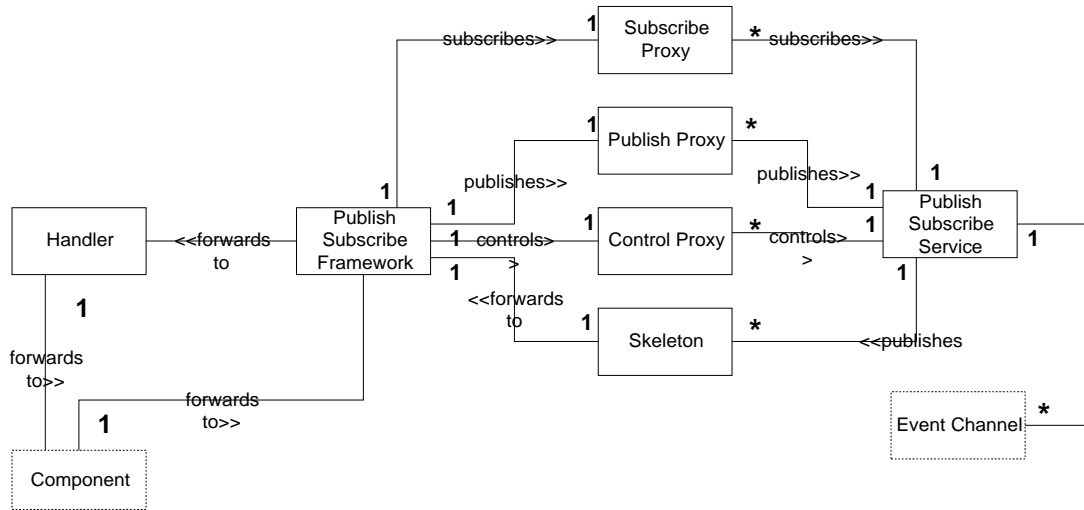 1
subscribes>>
Subscribe
Proxy
*
subscribes>>
1
Publish Proxy
*
publishes>>
publishes>>
1
1
1
1
Handler
<<forwards
to
Publish
Subscribe
Framework
1
controls>
>
1
Control Proxy
*
controls>
>
1
Publish
Subscribe
Service
1
1
1
1
<<forwards
to
1
Skeleton
*
<<publishes
forwards
to>>
forwards
to>>
1
Event Channel
*
Component